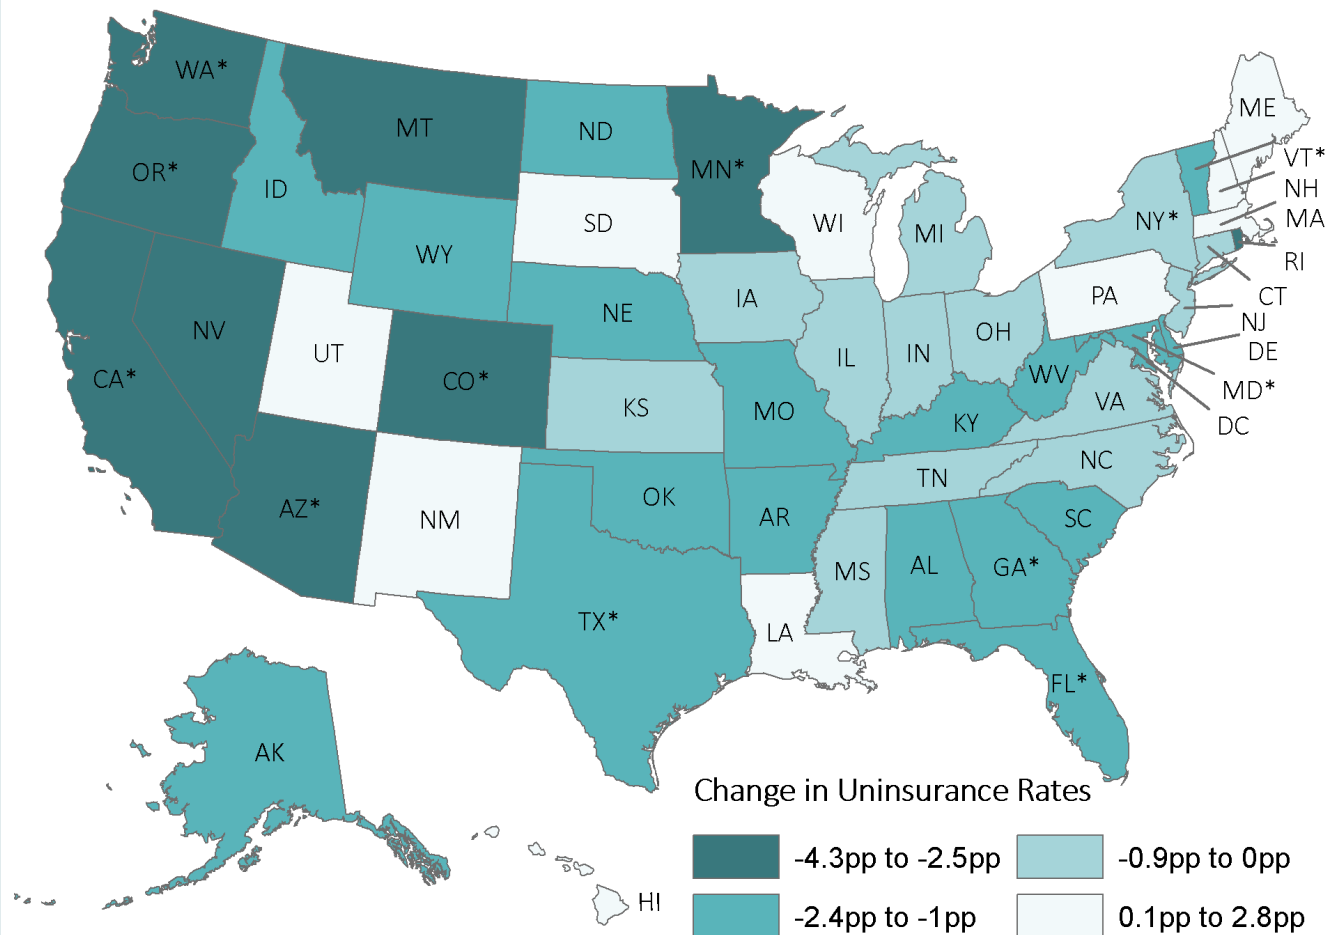 WA*
MT
ND
MN*
ME
VT*
OR*
ID
NH
SD
WI
MI
NY*
MA
WY
RI
IA
PA
CT
NV
NE
UT
IL
IN
OH
NJ
DE
CA*
CO*
KS
MO
WV
VA
MD*
KY
DC
NC
TN
AZ*
NM
OK
AR
SC
MS
AL
GA*
TX*
LA
FL*
AK
HI
Change in Uninsurance Rates
-4.3pp to -2.5pp
-0.9pp to 0pp
-2.4pp to -1pp
0.1pp to 2.8pp